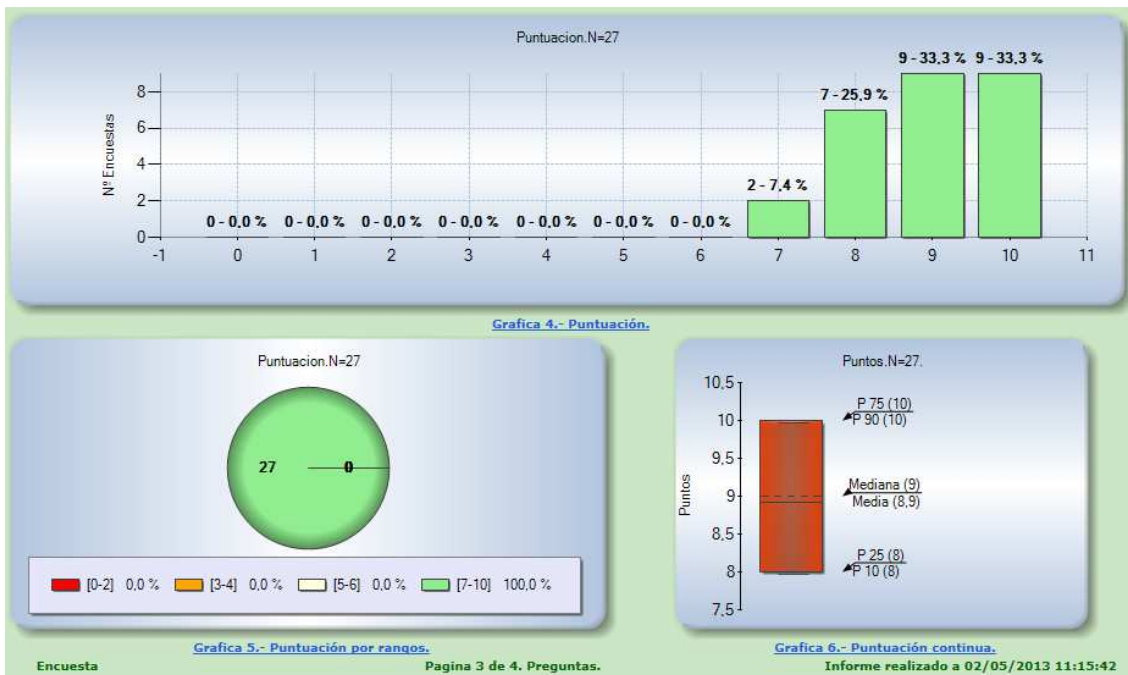 Puntuacion.N=27
9 - 33,3 % 9 - 33,3 %
8
7 - 25,9 %
6
Nº Encuestas
4
2 - 7,4 %
2
0 - 0,0 % 0 - 0,0 % 0 - 0,0 % 0 - 0,0 % 0 - 0,0 % 0 - 0,0 % 0 - 0,0 %
0
-1 0 1 2 3 4 5 6 7 8 9 10 11
Grafica 4.- Puntuación.
Puntuacion.N=27
27 0
[0-2] 0,0 % [3-4] 0,0 % [5-6] 0,0 % [7-10] 100,0 %
Grafica 5.- Puntuación por rangos.
Puntos.N=27.
10,5
10
9,5
9
8,5
8
7,5
Puntos
P 75 (10)
P 90 (10)
Mediana (9)
Media (8,9)
P 25 (8)
P 10 (8)
Grafica 6.- Puntuación continua.
Encuesta Pagina 3 de 4. Preguntas. Informe realizado a 02/05/2013 11:15:42